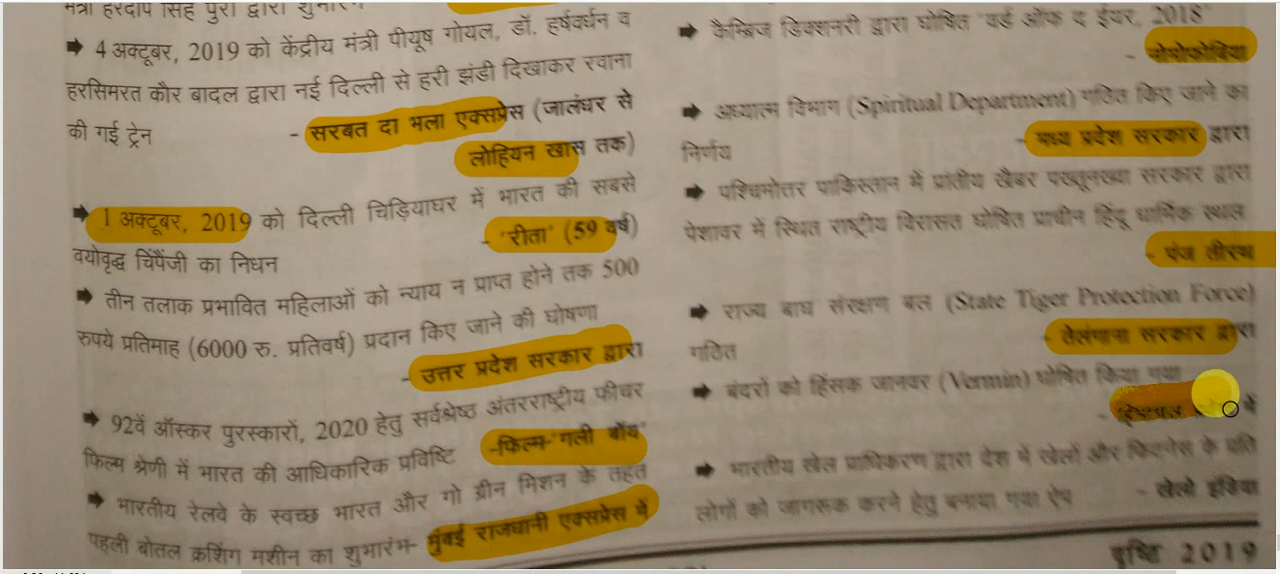 मंत्री हरदीप सिंह पुरी द्वारा
➡ 4 अक्टूबर, 2019 को केंद्रीय मंत्री पीयूष गोयल, डॉ. हर्षवर्धन व
हरसिमरत कौर बादल द्वारा नई दिल्ली से हरी झंडी दिखाकर रवाना
की गई ट्रेन - सरबत दा भला एक्सप्रेस (जालंधर से
लोहियन खास तक)
➡ 1 अक्टूबर, 2019 को दिल्ली चिड़ियाघर में भारत की सबसे
वयोवृद्ध चिंपैंजी का निधन - 'रीता' (59 वर्ष)
➡ तीन तलाक प्रभावित महिलाओं को न्याय न प्राप्त होने तक 500
रुपये प्रतिमाह (6000 रु. प्रतिवर्ष) प्रदान किए जाने की घोषणा
- उत्तर प्रदेश सरकार द्वारा
➡ 92वें ऑस्कर पुरस्कारों, 2020 हेतु सर्वश्रेष्ठ अंतरराष्ट्रीय फीचर
फिल्म श्रेणी में भारत की आधिकारिक प्रविष्टि -फिल्म-'गली बॉय'
➡ भारतीय रेलवे के स्वच्छ भारत और गो ग्रीन मिशन के तहत
पहली बोतल क्रशिंग मशीन का शुभारंभ- मुंबई राजधानी एक्सप्रेस में
➡ कैम्ब्रिज डिक्शनरी द्वारा घोषित 'वर्ड ऑफ द ईयर, 2018'
- नोमोफोबिया
➡ अध्यात्म विभाग (Spiritual Department) गठित किए जाने का
निर्णय - मध्य प्रदेश सरकार द्वारा
➡ पश्चिमोत्तर पाकिस्तान में प्रांतीय खैबर पख्तूनख्वा सरकार द्वारा
पेशावर में स्थित राष्ट्रीय विरासत घोषित प्राचीन हिंदू धार्मिक स्थल
- पंज तीरथ
➡ राज्य बाघ संरक्षण बल (State Tiger Protection Force)
गठित - तेलंगाना सरकार द्वारा
➡ बंदरों को हिंसक जानवर (Vermin) घोषित किया गया
- में
➡ भारतीय खेल प्राधिकरण द्वारा देश में खेलों और फिटनेस के प्रति
लोगों को जागरूक करने हेतु बनाया गया ऐप - खेलो इंडिया
दृष्टि 2019